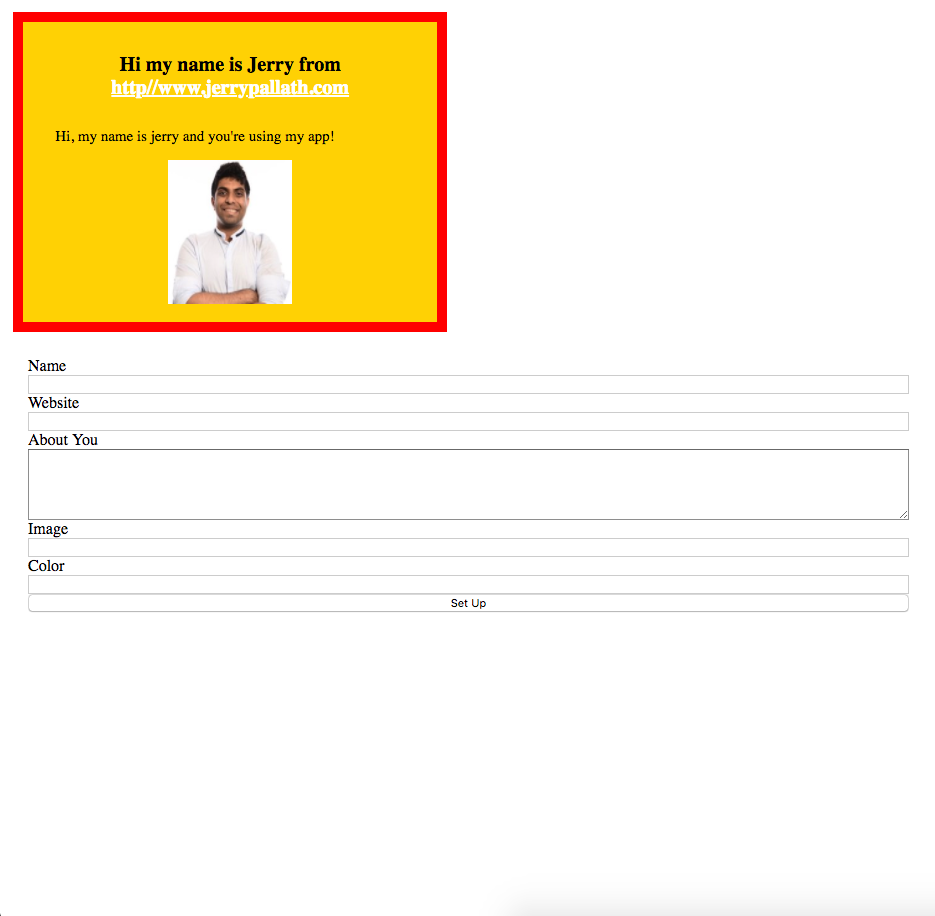 Hi my name is Jerry from
http//www.jerrypallath.com
Hi, my name is jerry and you're using my app!
Name
Website
About You
Image
Color
Set Up